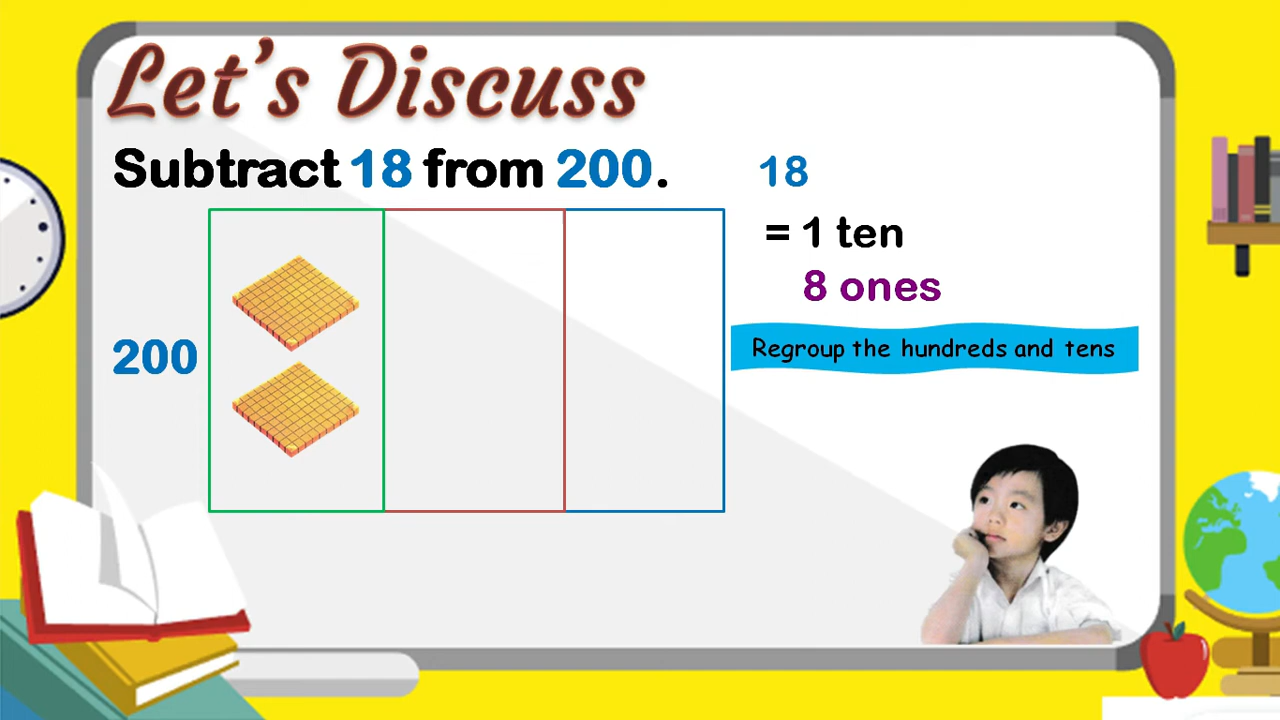 Let's Discuss
Subtract 18 from 200.
18
= 1 ten
8 ones
200
Regroup the hundreds and tens